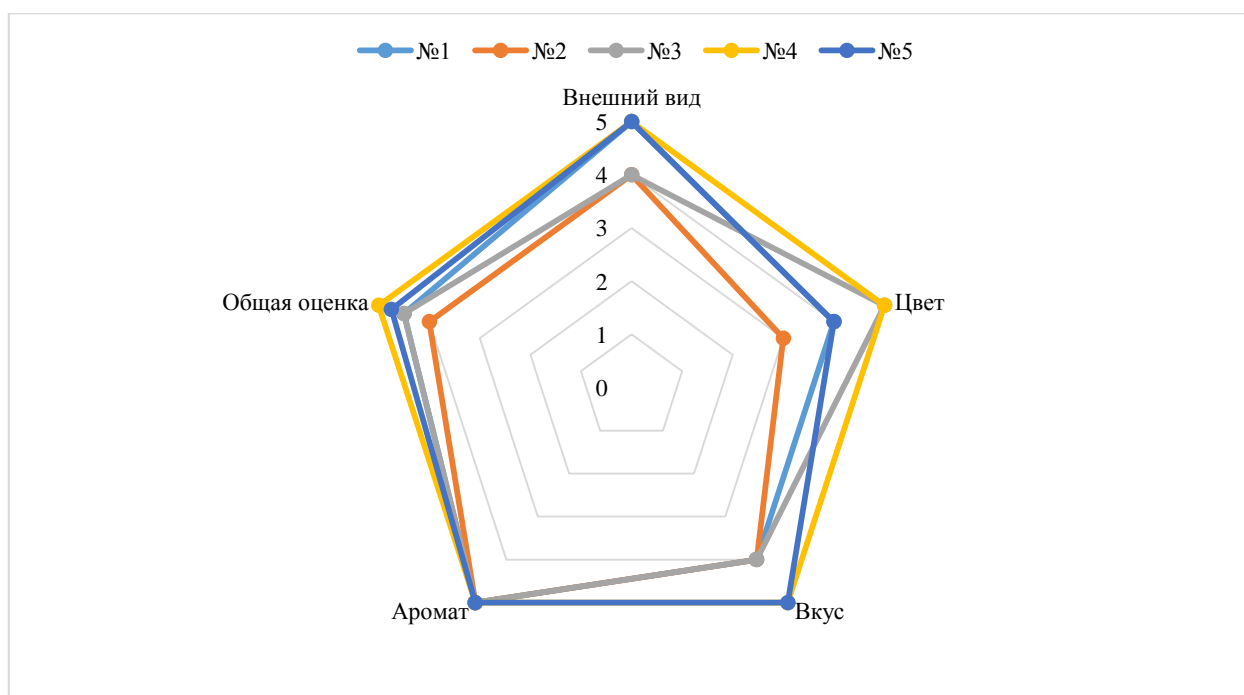 №1 №2 №3 №4 №5
Внешний вид
5
4
3
2
1
0
Общая оценка
Цвет
Аромат
Вкус